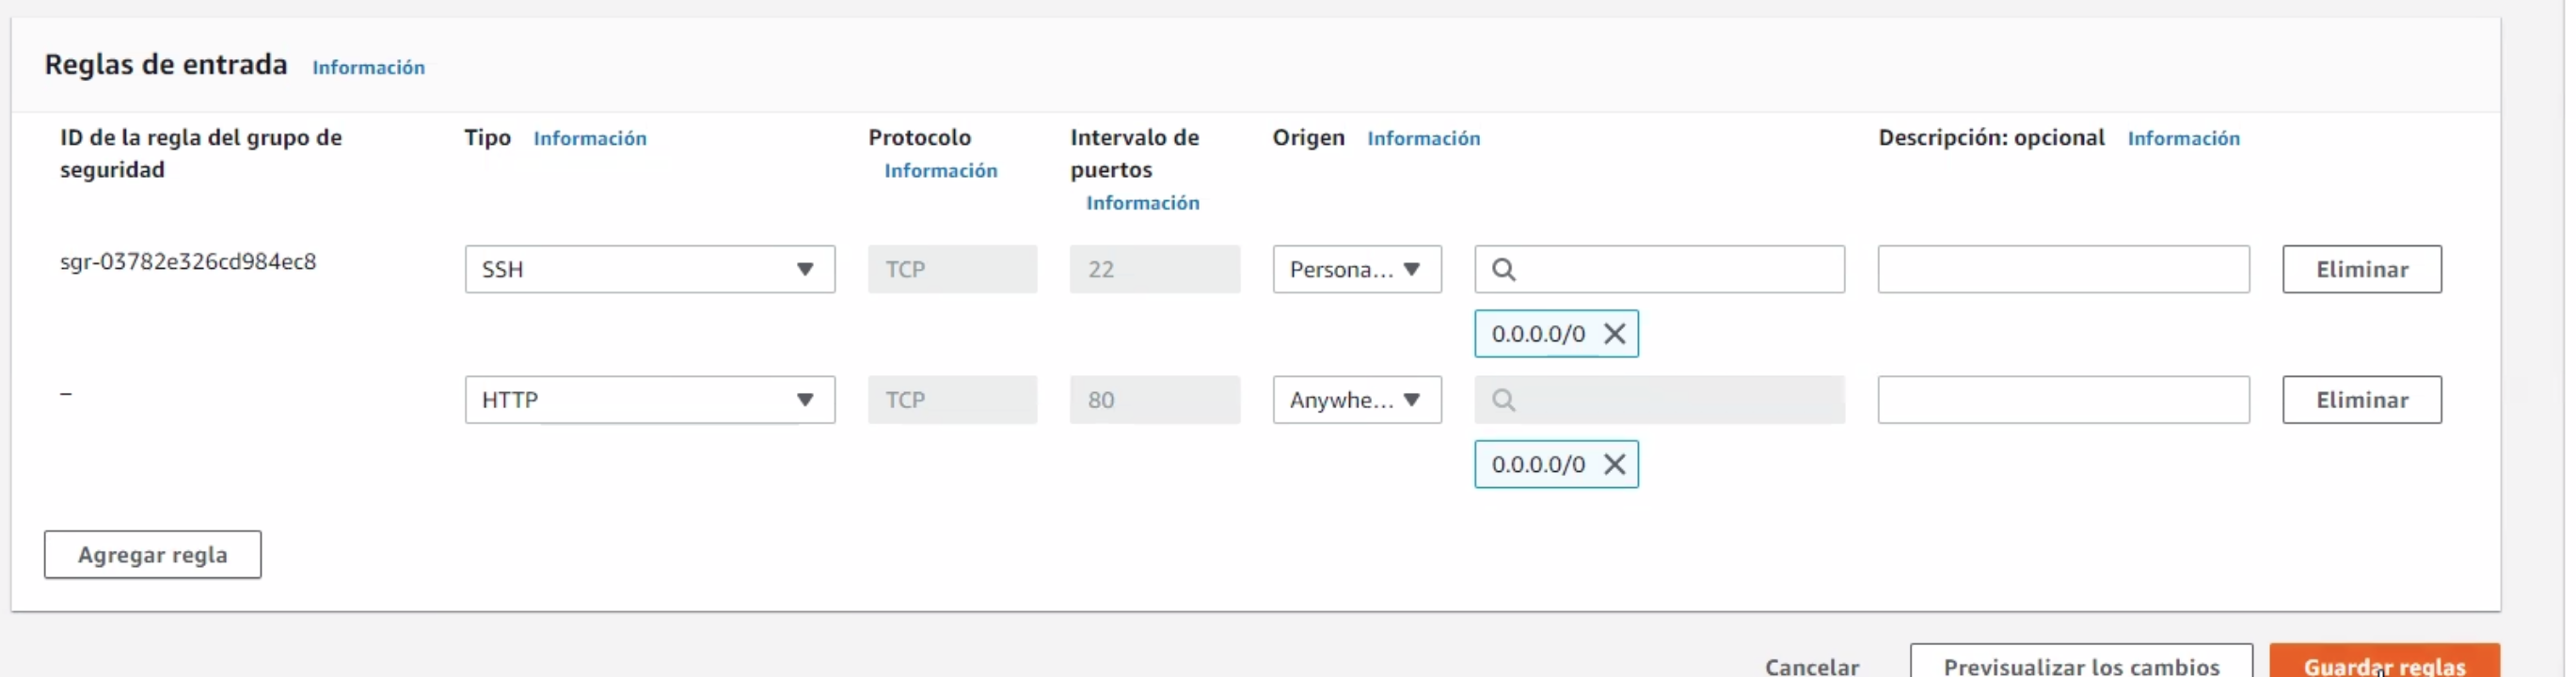 Reglas de entrada Información
ID de la regla del grupo de seguridad
Tipo Información
Protocolo Información
Intervalo de puertos Información
Origen Información
Descripción: opcional Información
sgr-03782e326cd984ec8 SSH TCP 22 Persona... Eliminar
0.0.0.0/0
– HTTP TCP 80 Anywhe... Eliminar
0.0.0.0/0
Agregar regla
Cancelar Previsualizar los cambios Guardar reglas